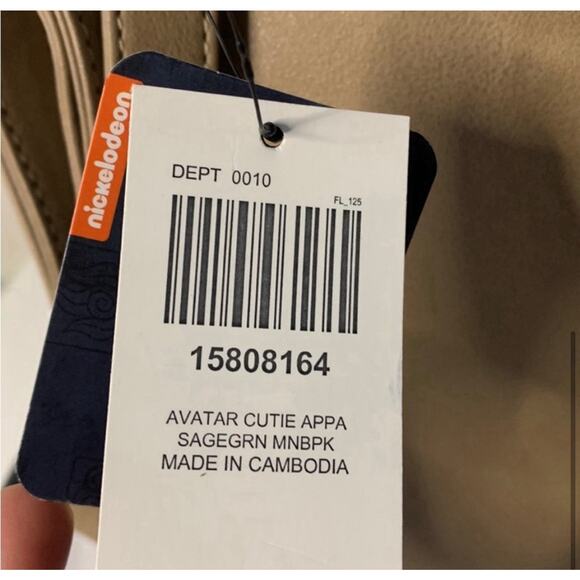 nickelodeon
DEPT 0010
FL_125
15808164
AVATAR CUTIE APPA
SAGEGRN MNBPK
MADE IN CAMBODIA